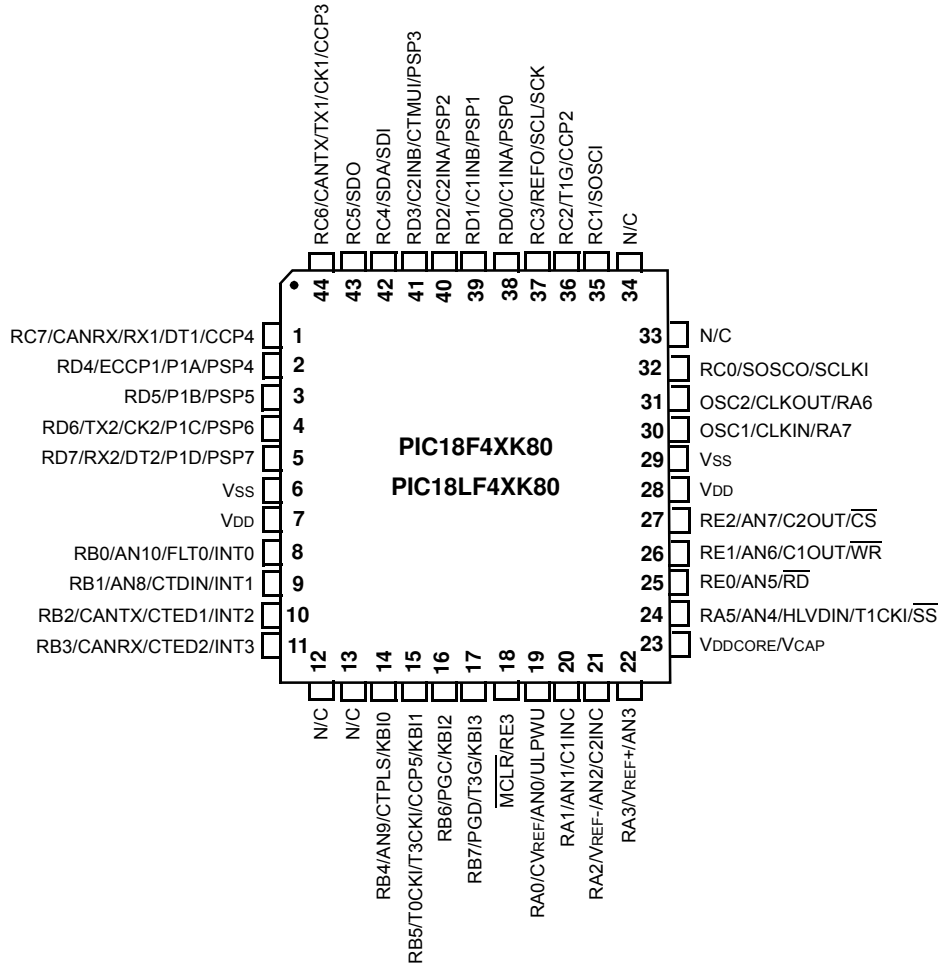 RC6/CANTX/TX1/CK1/CCP3
RC5/SDO
RC4/SDA/SDI
RD3/C2INB/CTMUI/PSP3
RD2/C2INA/PSP2
RD1/C1INB/PSP1
RD0/C1INA/PSP0
RC3/REFO/SCL/SCK
RC2/T1G/CCP2
RC1/SOSCI
N/C
44
43
42
41
40
39
38
37
36
35
34
RC7/CANRX/RX1/DT1/CCP4 1
RD4/ECCP1/P1A/PSP4 2
RD5/P1B/PSP5 3
RD6/TX2/CK2/P1C/PSP6 4
RD7/RX2/DT2/P1D/PSP7 5
VSS 6
VDD 7
RB0/AN10/FLT0/INT0 8
RB1/AN8/CTDIN/INT1 9
RB2/CANTX/CTED1/INT2 10
RB3/CANRX/CTED2/INT3 11
PIC18F4XK80
PIC18LF4XK80
33 N/C
32 RC0/SOSCO/SCLKI
31 OSC2/CLKOUT/RA6
30 OSC1/CLKIN/RA7
29 VSS
28 VDD
27 RE2/AN7/C2OUT/C̅S̅
26 RE1/AN6/C1OUT/W̅R̅
25 RE0/AN5/R̅D̅
24 RA5/AN4/HLVDIN/T1CKI/S̅S̅
23 VDDCORE/VCAP
12
13
14
15
16
17
18
19
20
21
22
N/C
N/C
RB4/AN9/CTPLS/KBI0
RB5/T0CKI/T3CKI/CCP5/KBI1
RB6/PGC/KBI2
RB7/PGD/T3G/KBI3
M̅C̅L̅R̅/RE3
RA0/CVREF/AN0/ULPWU
RA1/AN1/C1INC
RA2/VREF-/AN2/C2INC
RA3/VREF+/AN3